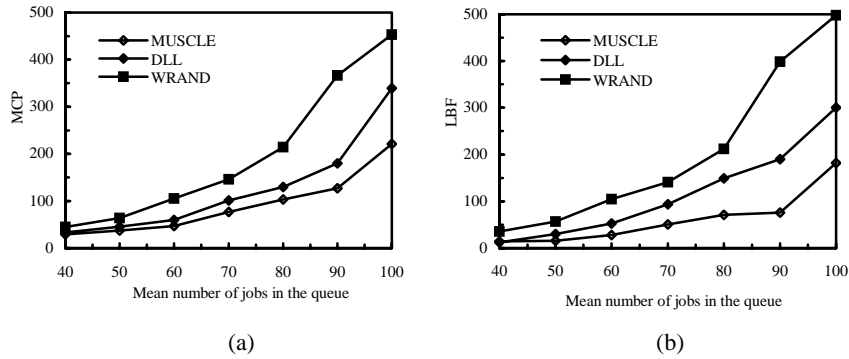 500
400
300
200
100
0
MCP
MUSCLE
DLL
WRAND
40 50 60 70 80 90 100
Mean number of jobs in the queue
(a)
500
400
300
200
100
0
LBF
MUSCLE
DLL
WRAND
40 50 60 70 80 90 100
Mean number of jobs in the queue
(b)